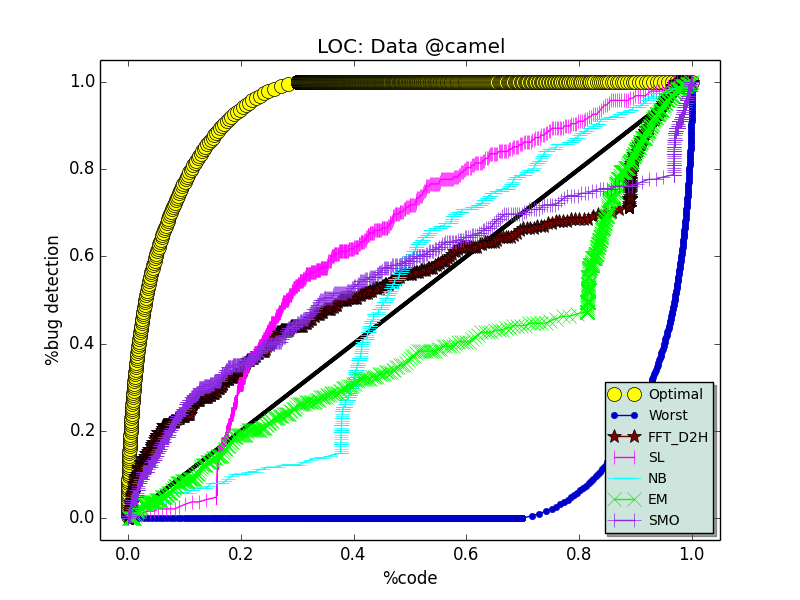 LOC: Data @camel
1.0
0.8
0.6
0.4
0.2
0.0
%bug detection
0.0 0.2 0.4 0.6 0.8 1.0
%code
Optimal
Worst
FFT_D2H
SL
NB
EM
SMO